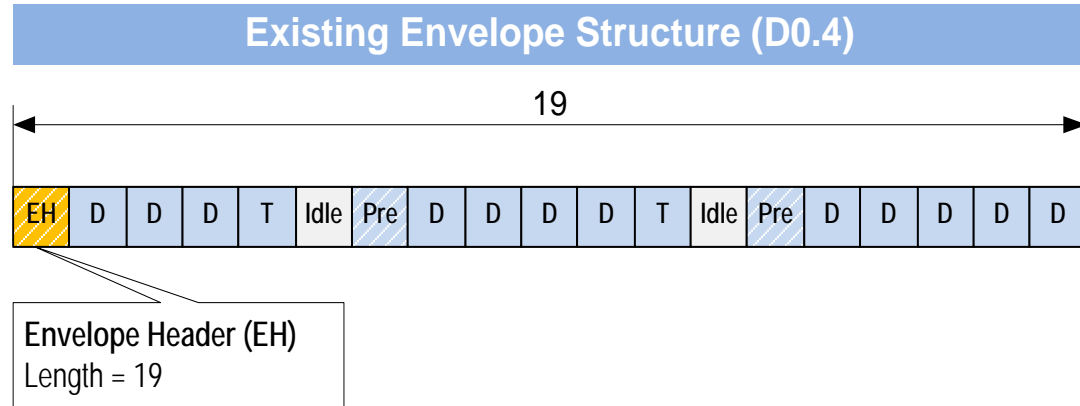 Existing Envelope Structure (D0.4)
19
EH D D D T Idle Pre D D D D T Idle Pre D D D D D
Envelope Header (EH)
Length = 19